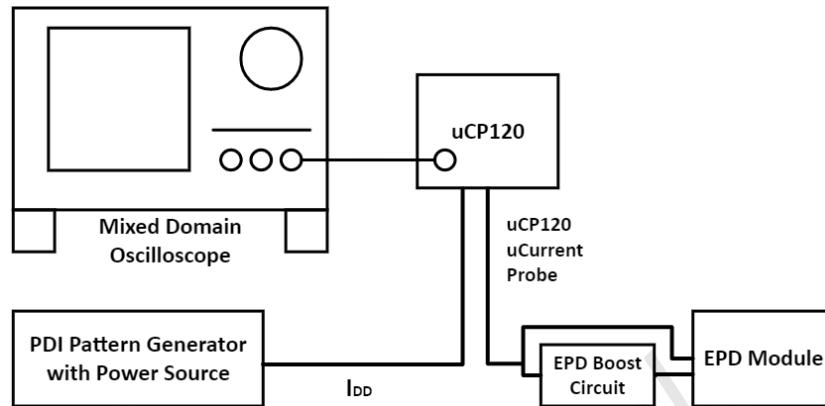 uCP120
Mixed Domain
Oscilloscope
uCP120
uCurrent
Probe
PDI Pattern Generator
with Power Source
IDD
EPD Boost
Circuit
EPD Module